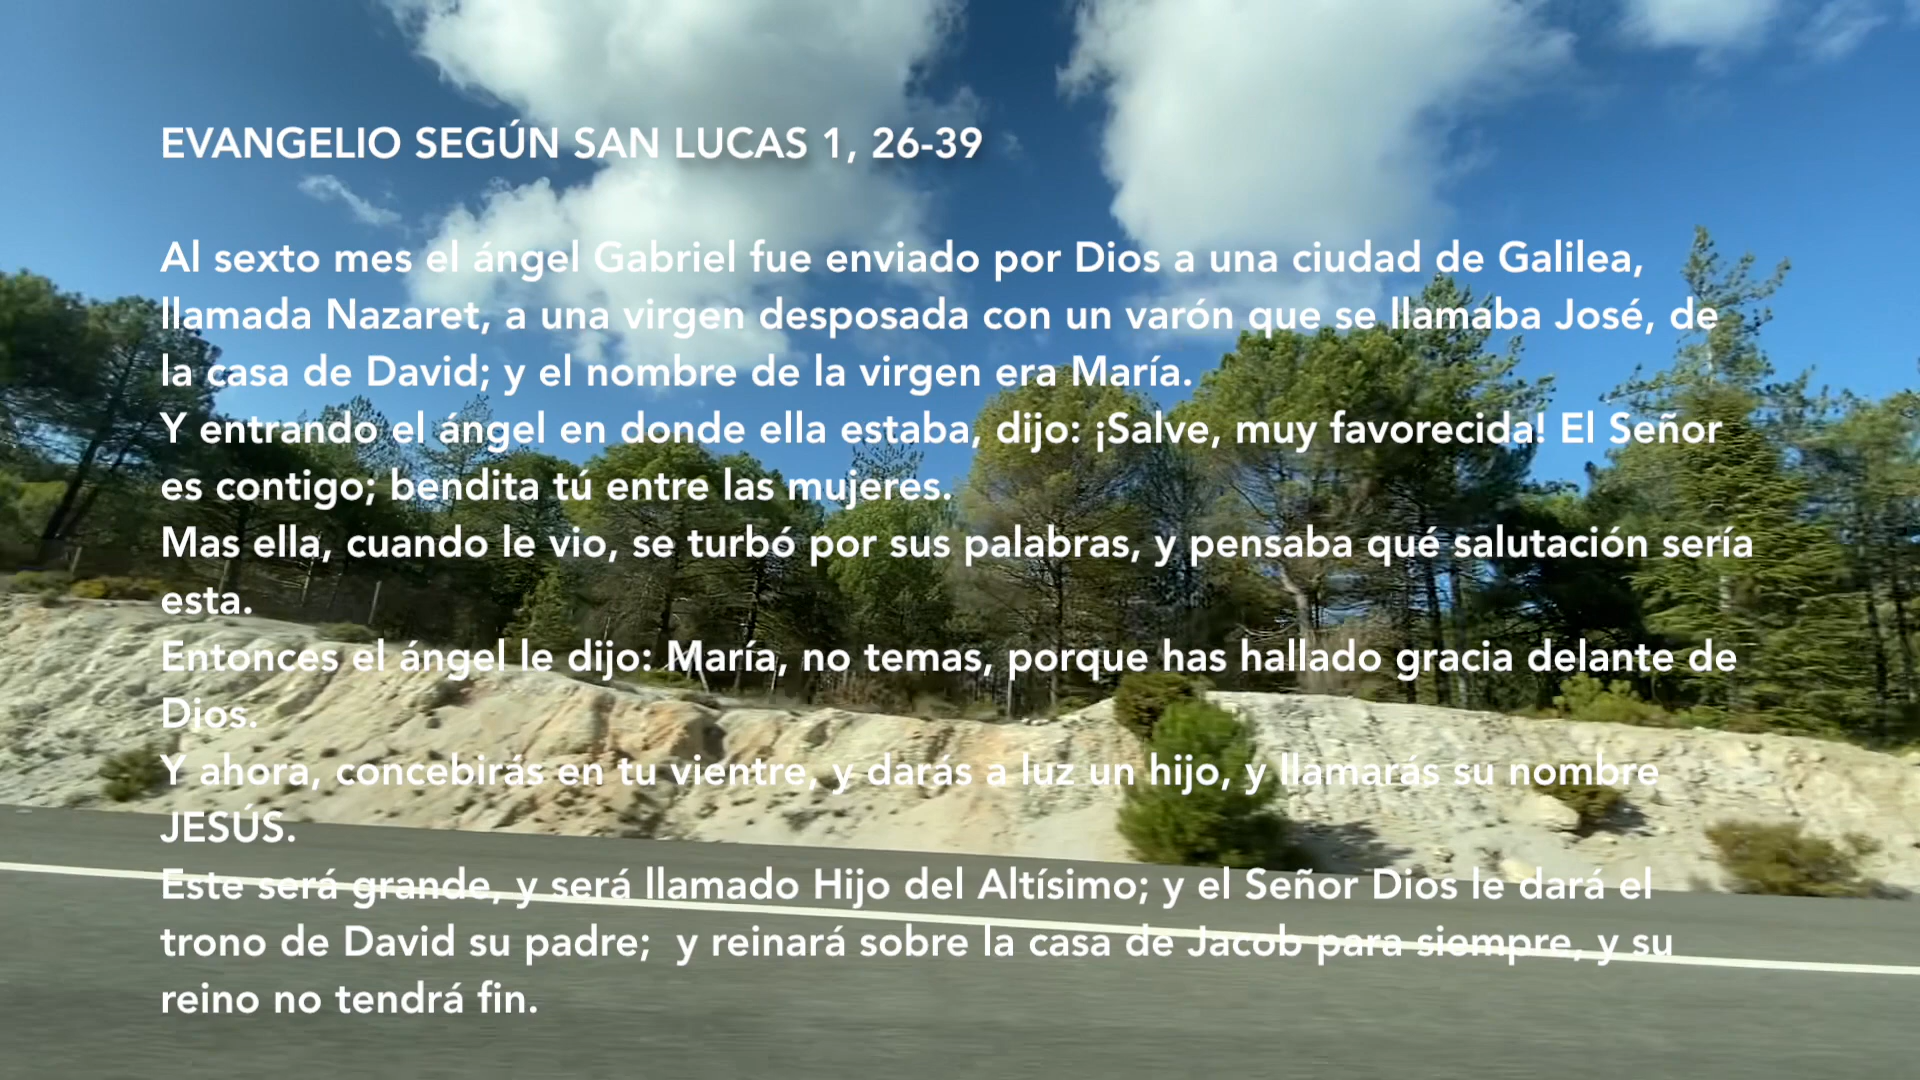 EVANGELIO SEGÚN SAN LUCAS 1, 26-39
Al sexto mes el ángel Gabriel fue enviado por Dios a una ciudad de Galilea,
llamada Nazaret, a una virgen desposada con un varón que se llamaba José, de
la casa de David; y el nombre de la virgen era María.
Y entrando el ángel en donde ella estaba, dijo: ¡Salve, muy favorecida! El Señor
es contigo; bendita tú entre las mujeres.
Mas ella, cuando le vio, se turbó por sus palabras, y pensaba qué salutación sería
esta.
Entonces el ángel le dijo: María, no temas, porque has hallado gracia delante de
Dios.
Y ahora, concebirás en tu vientre, y darás a luz un hijo, y llamarás su nombre
JESÚS.
Este será grande, y será llamado Hijo del Altísimo; y el Señor Dios le dará el
trono de David su padre;  y reinará sobre la casa de Jacob para siempre, y su
reino no tendrá fin.